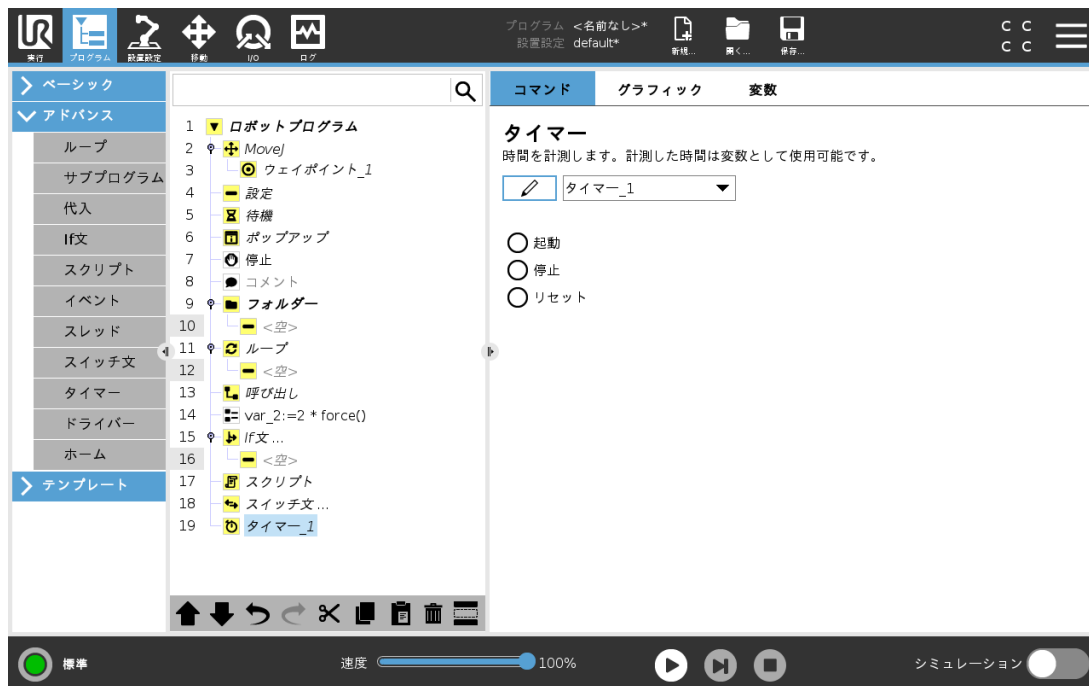 プログラム <名前なし>*
設置設定 default*
実行 プログラム 設置設定 移動 I/O ログ 新規... 開く... 保存...
C C
C C
ベーシック
アドバンス
ループ
サブプログラム
代入
If文
スクリプト
イベント
スレッド
スイッチ文
タイマー
ドライバー
ホーム
テンプレート
1 ロボットプログラム
2 MoveJ
3 ウェイポイント_1
4 設定
5 待機
6 ポップアップ
7 停止
8 コメント
9 フォルダー
10 <空>
11 ループ
12 <空>
13 呼び出し
14 var_2:=2 * force()
15 If文 ...
16 <空>
17 スクリプト
18 スイッチ文 ...
19 タイマー_1
コマンド グラフィック 変数
タイマー
時間を計測します。計測した時間は変数として使用可能です。
タイマー_1
起動
停止
リセット
標準 速度 100% シミュレーション